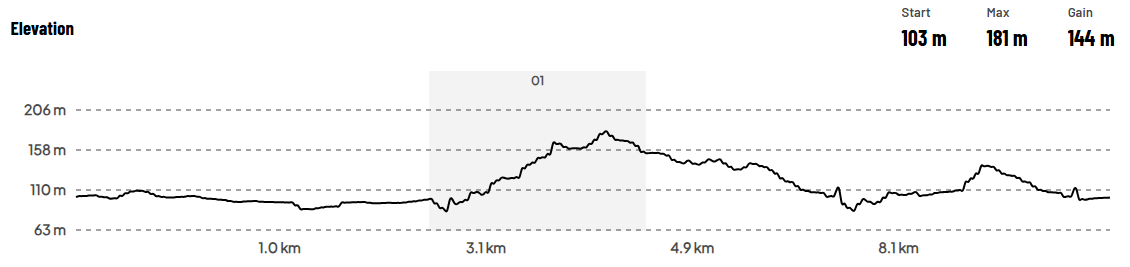 Elevation
Start Max Gain
103 m 181 m 144 m
01
206 m
158 m
110 m
63 m
1.0 km 3.1 km 4.9 km 8.1 km